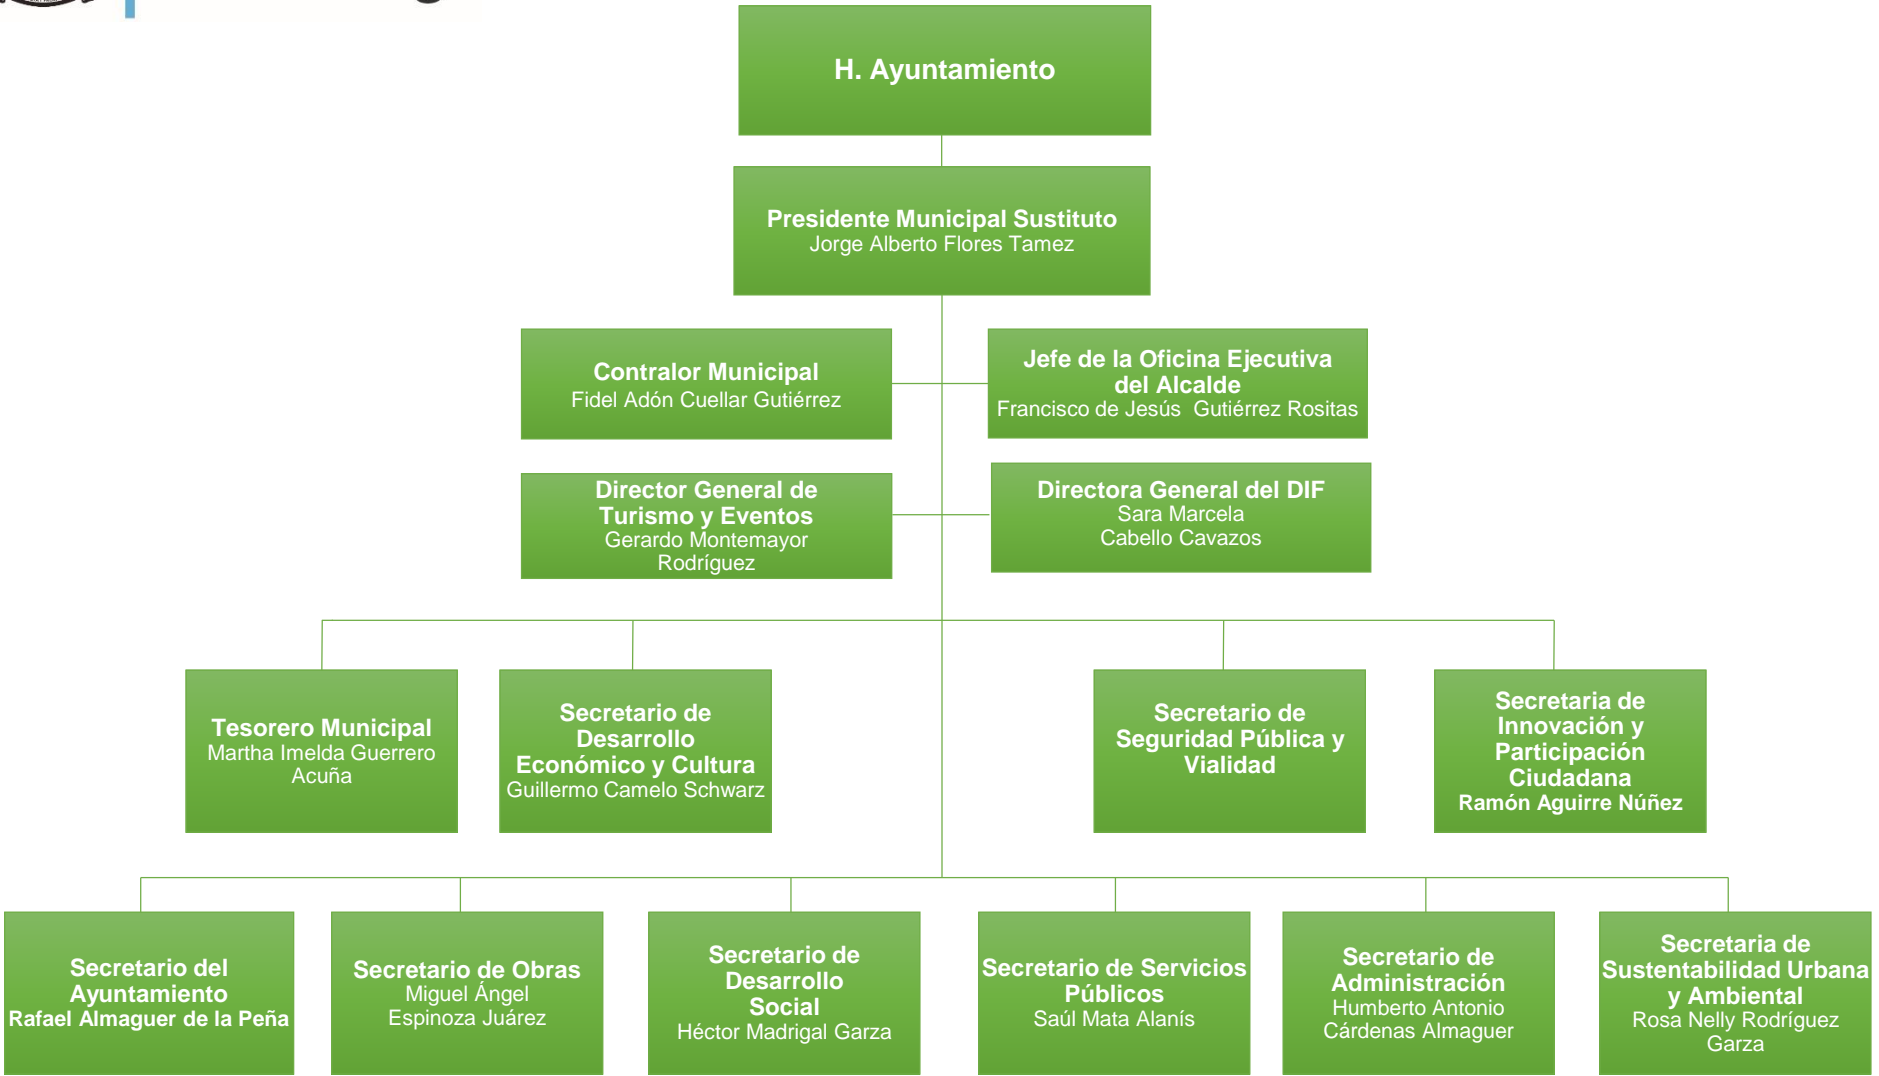 H. Ayuntamiento
Presidente Municipal Sustituto
Jorge Alberto Flores Tamez
Contralor Municipal
Fidel Adón Cuellar Gutiérrez
Jefe de la Oficina Ejecutiva
del Alcalde
Francisco de Jesús  Gutiérrez Rositas
Director General de
Turismo y Eventos
Gerardo Montemayor
Rodríguez
Directora General del DIF
Sara Marcela
Cabello Cavazos
Tesorero Municipal
Martha Imelda Guerrero
Acuña
Secretario de
Desarrollo
Económico y Cultura
Guillermo Camelo Schwarz
Secretario de
Seguridad Pública y
Vialidad
Secretaria de
Innovación y
Participación
Ciudadana
Ramón Aguirre Núñez
Secretario del
Ayuntamiento
Rafael Almaguer de la Peña
Secretario de Obras
Miguel Ángel
Espinoza Juárez
Secretario de
Desarrollo
Social
Héctor Madrigal Garza
Secretario de Servicios
Públicos
Saúl Mata Alanís
Secretario de
Administración
Humberto Antonio
Cárdenas Almaguer
Secretaria de
Sustentabilidad Urbana
y Ambiental
Rosa Nelly Rodríguez
Garza